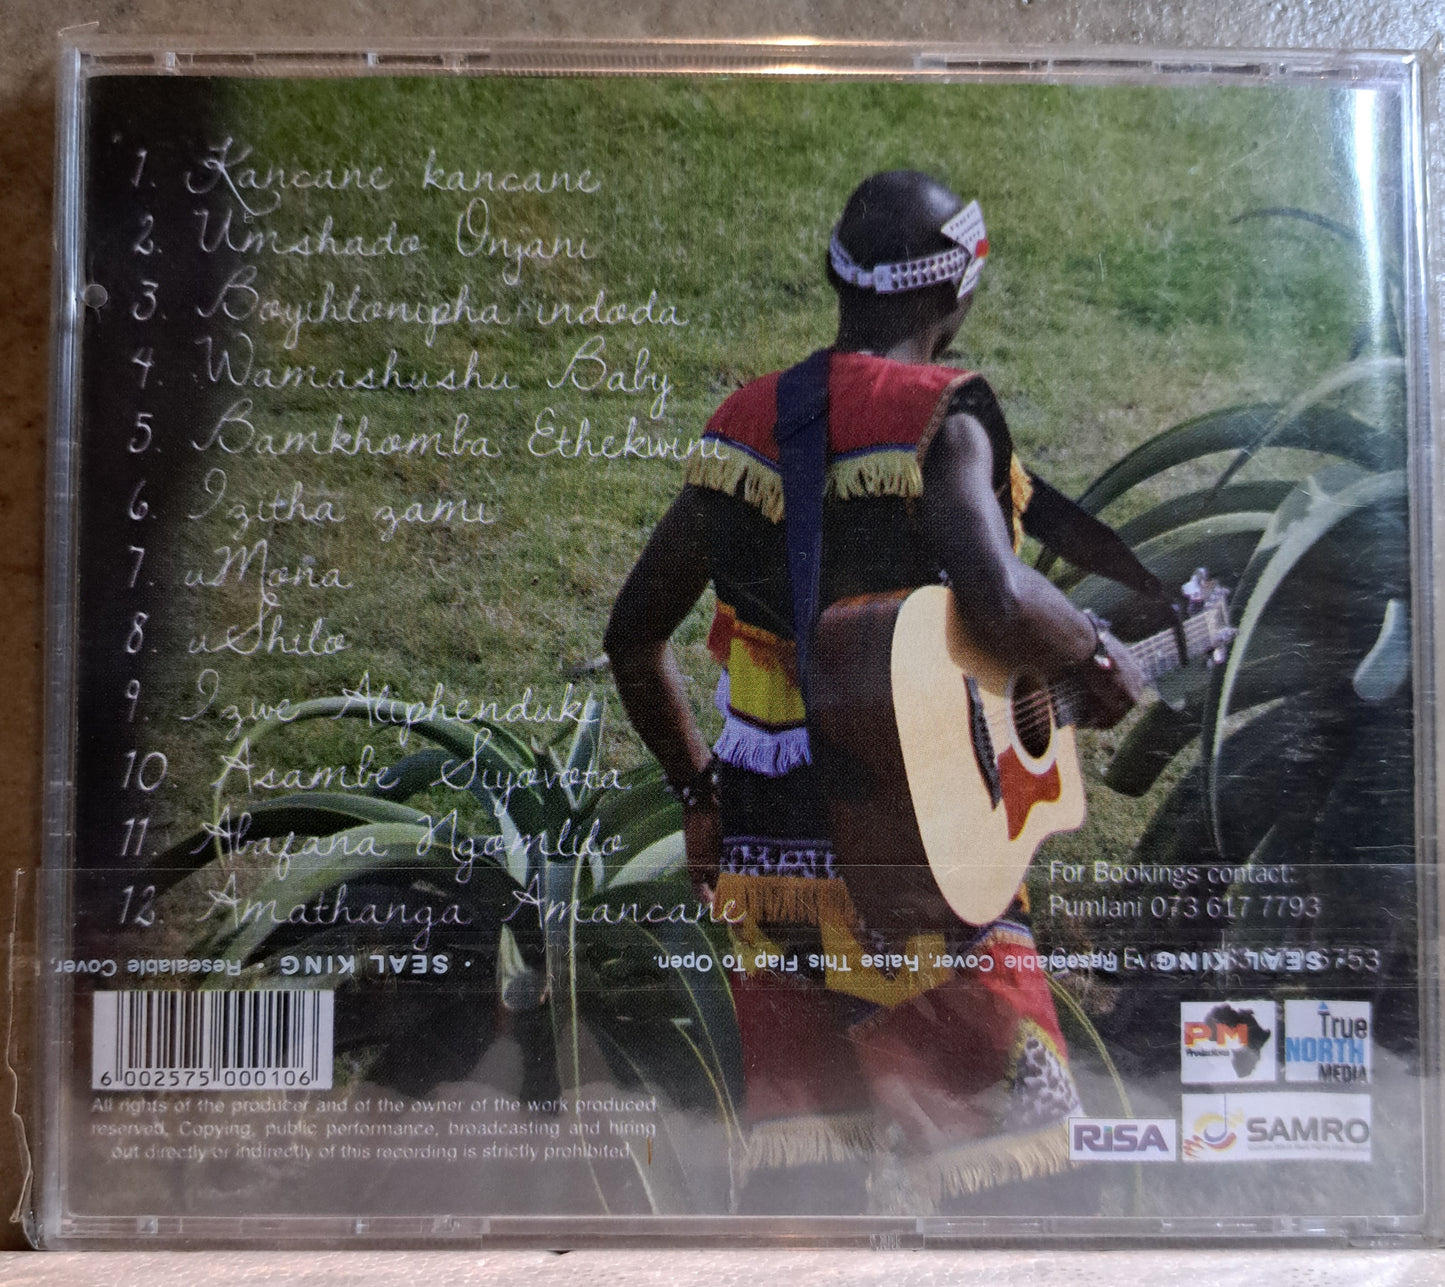 1. Kancane kancane
2. Umshado Onjani
3. Boyihlonipha indoda
4. Wamashushu Baby
5. Bamkhomba Ethekwini
6. Izitha zami
7. uMona
8. uShilo
9. Izwe Aliphenduki
10. Asambe Siyovota
11. Abafana Ngomlilo
12. Amathanga Amancane
For Bookings contact:
Pumlani 073 617 7793
Resealable Cover, Raise This Flap To Open. • SEAL KING • Resealable Cover,
SEAL KING •
6 002575 000106
All rights of the producer and of the owner of the work produced
reserved. Copying, public performance, broadcasting and hiring
out directly or indirectly of this recording is strictly prohibited
PM
Productions
True
NORTH
MEDIA
RiSA
SAMRO